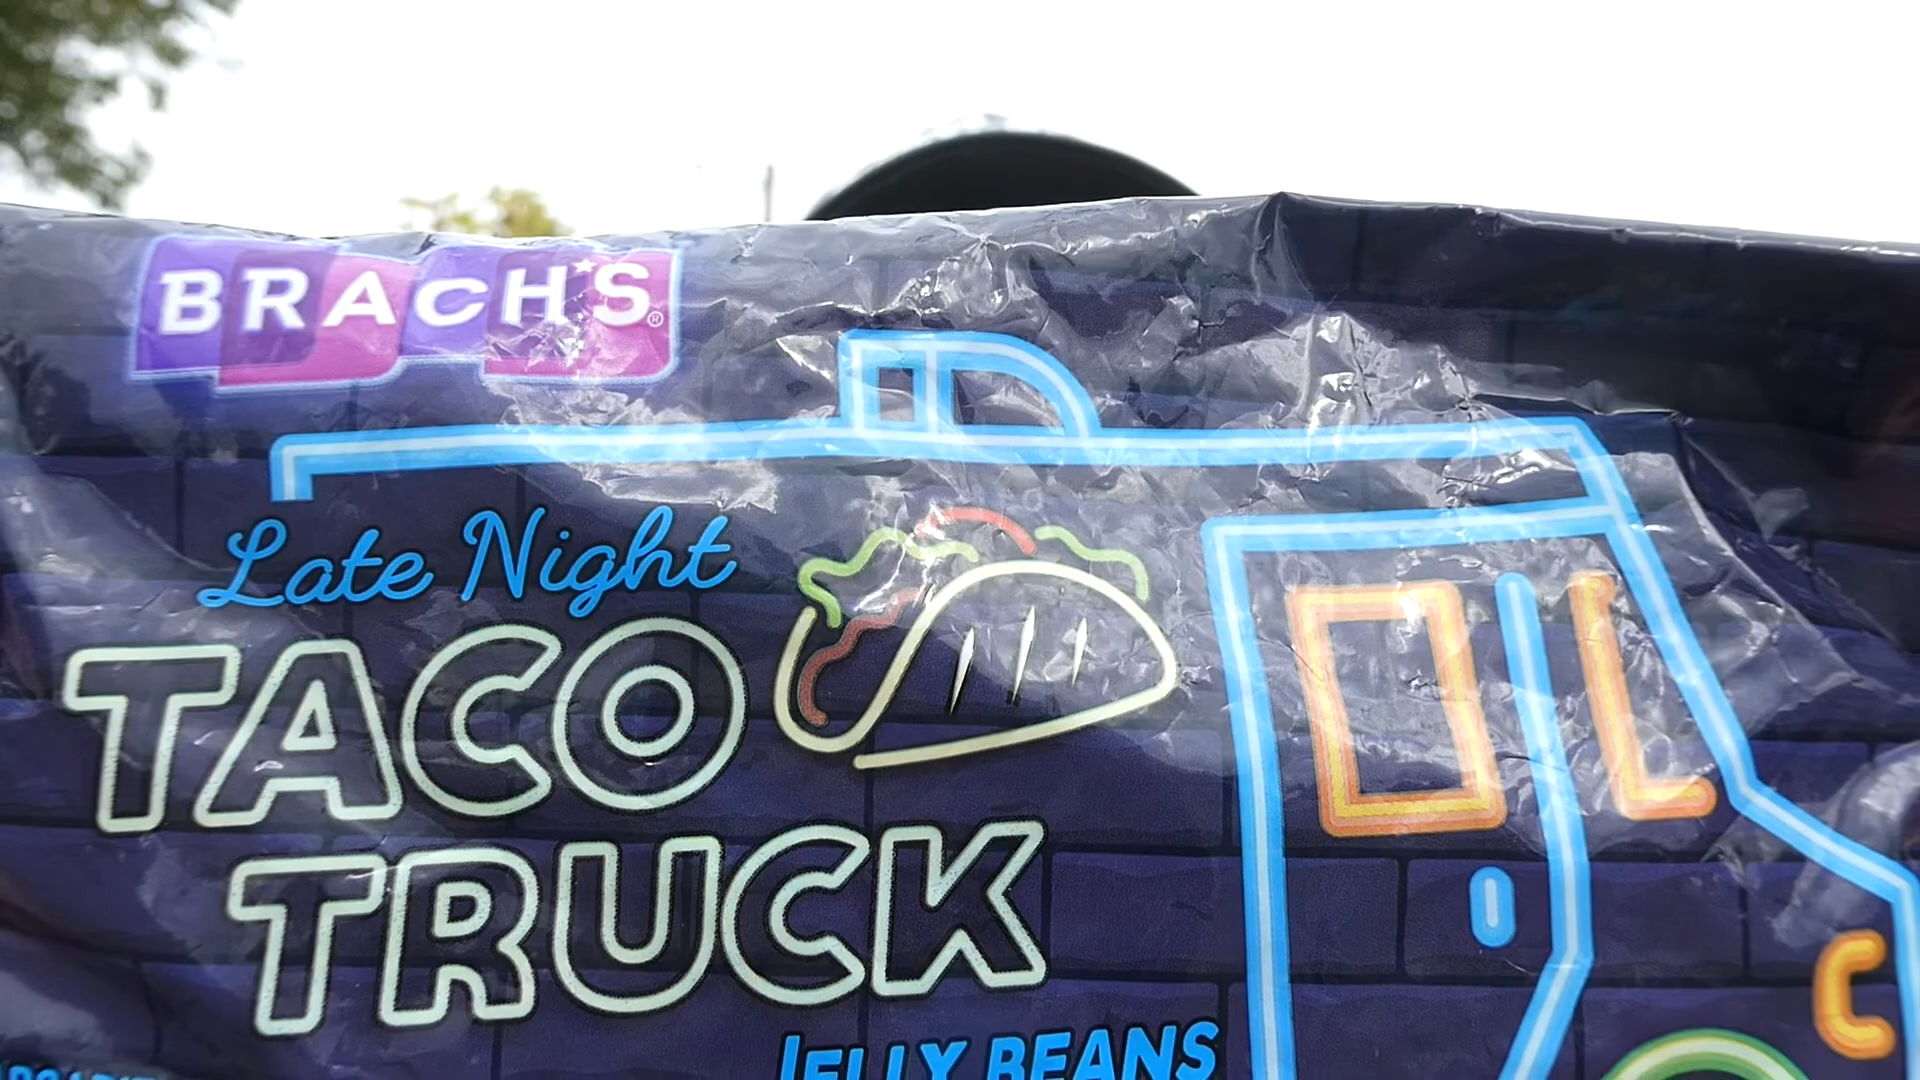 BRACH'S®
Late Night
TACO
TRUCK
JELLY BEANS